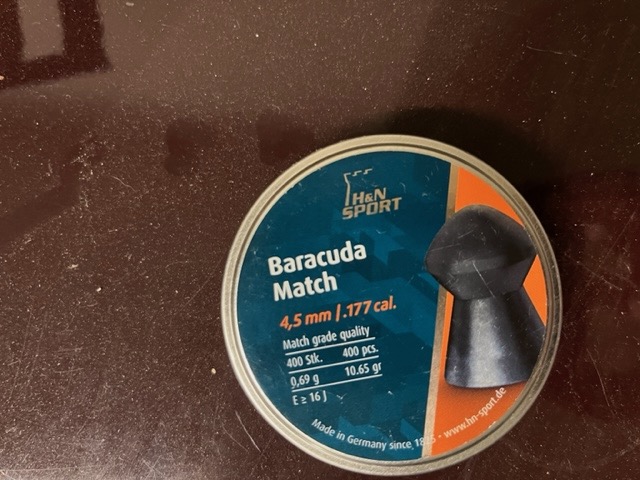 H&N
SPORT
Baracuda
Match
4,5 mm | .177 cal.
Match grade quality
400 Stk. 400 pcs.
0,69 g 10.65 gr
E ≥ 16 J
Made in Germany since 1825 · www.hn-sport.de